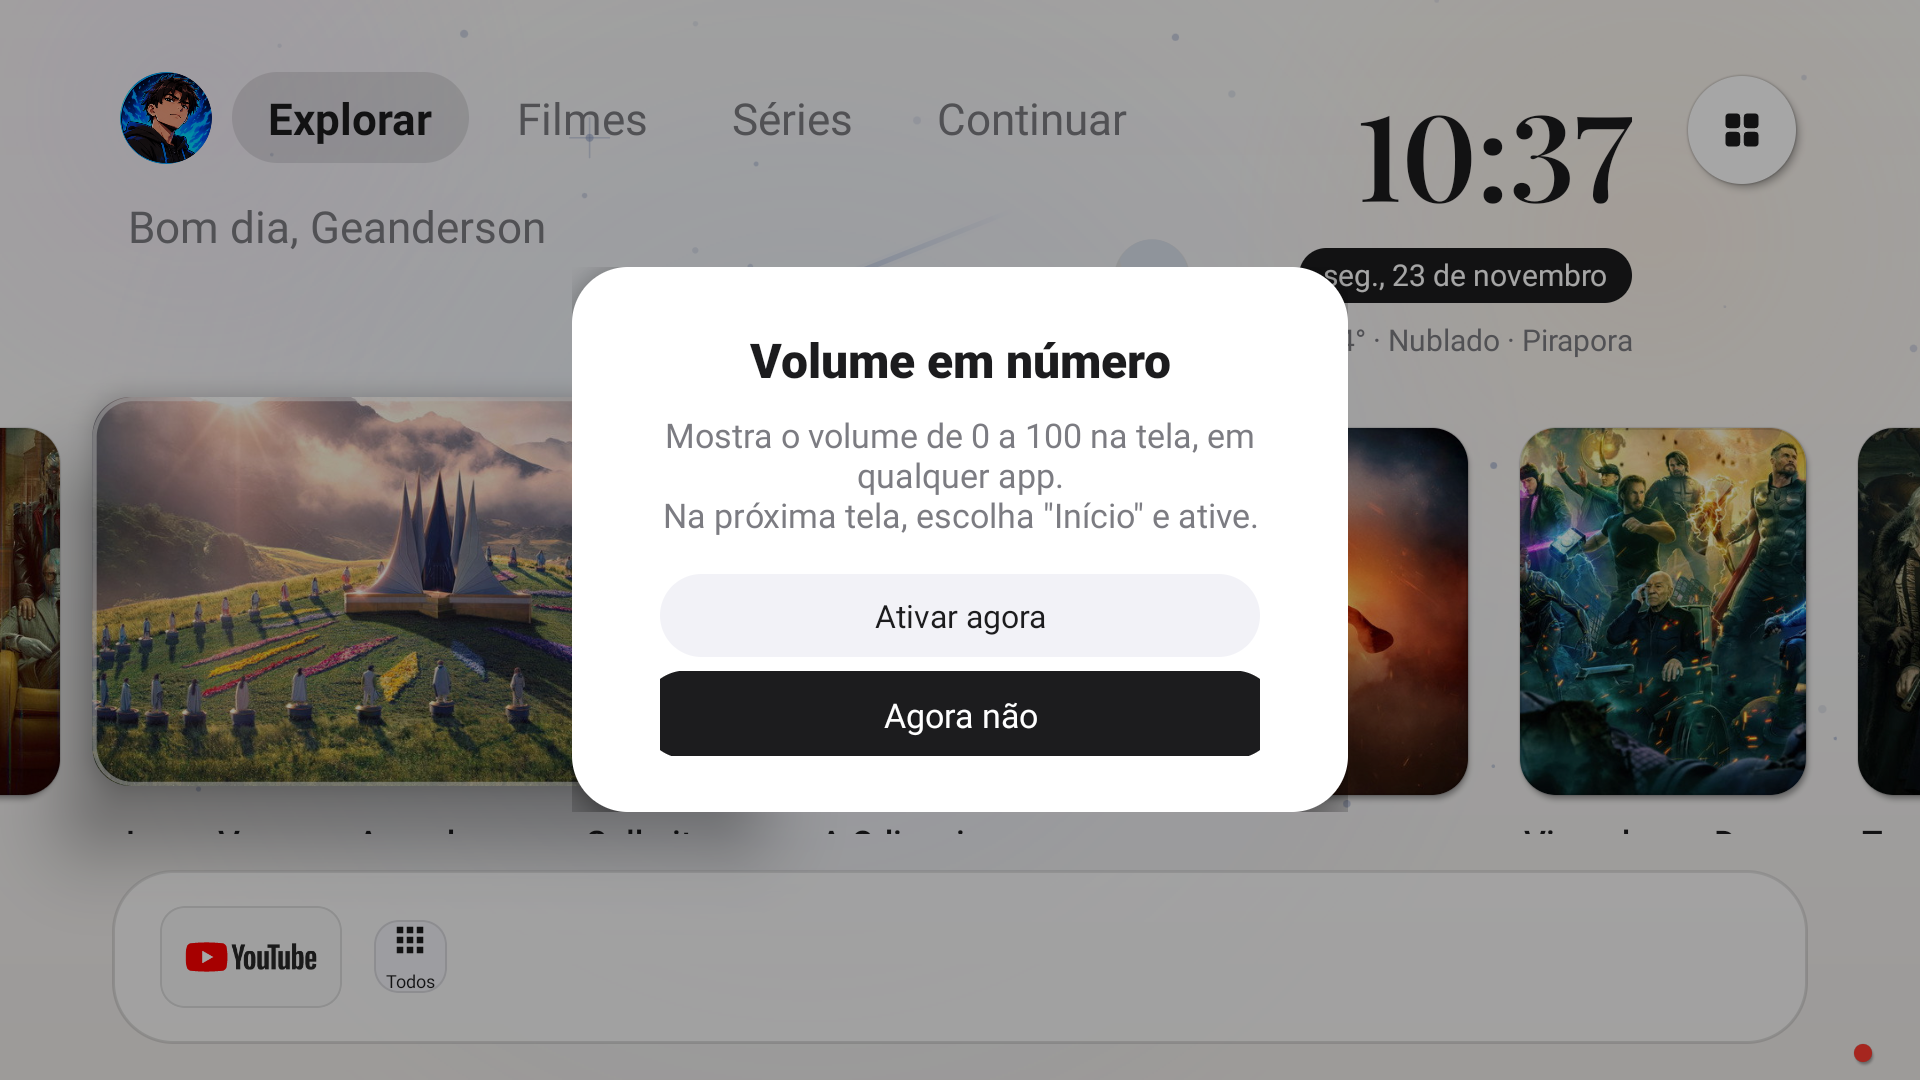 Explorar
Filmes
Séries
Continuar
10:37
Bom dia, Geanderson
seg., 23 de novembro
4° · Nublado · Pirapora
Volume em número
Mostra o volume de 0 a 100 na tela, em
qualquer app.
Na próxima tela, escolha "Início" e ative.
Ativar agora
Agora não
YouTube
Todos